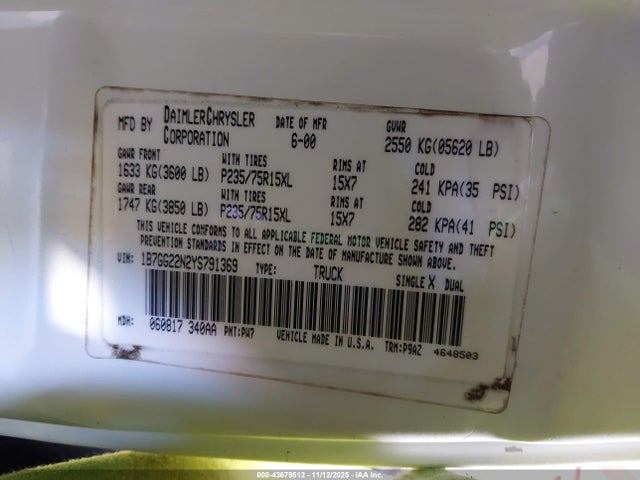 MFD BY DAIMLERCHRYSLER CORPORATION DATE OF MFR 6-00 GVWR 2550 KG(05620 LB)
GAWR FRONT WITH TIRES RIMS AT COLD
1633 KG(3600 LB) P235/75R15XL 15X7 241 KPA(35 PSI)
GAWR REAR WITH TIRES RIMS AT COLD
1747 KG(3850 LB) P235/75R15XL 15X7 282 KPA(41 PSI)
THIS VEHICLE CONFORMS TO ALL APPLICABLE FEDERAL MOTOR VEHICLE SAFETY AND THEFT
PREVENTION STANDARDS IN EFFECT ON THE DATE OF MANUFACTURE SHOWN ABOVE.
VIN: 1B7GG22N2YS791369 TYPE: TRUCK SINGLE X DUAL
MDH: 060817 340AA PNT:PW7 VEHICLE MADE IN U.S.A. TRM:P9AZ 4648503
000-43679512 - 11/12/2025 - IAA Inc.